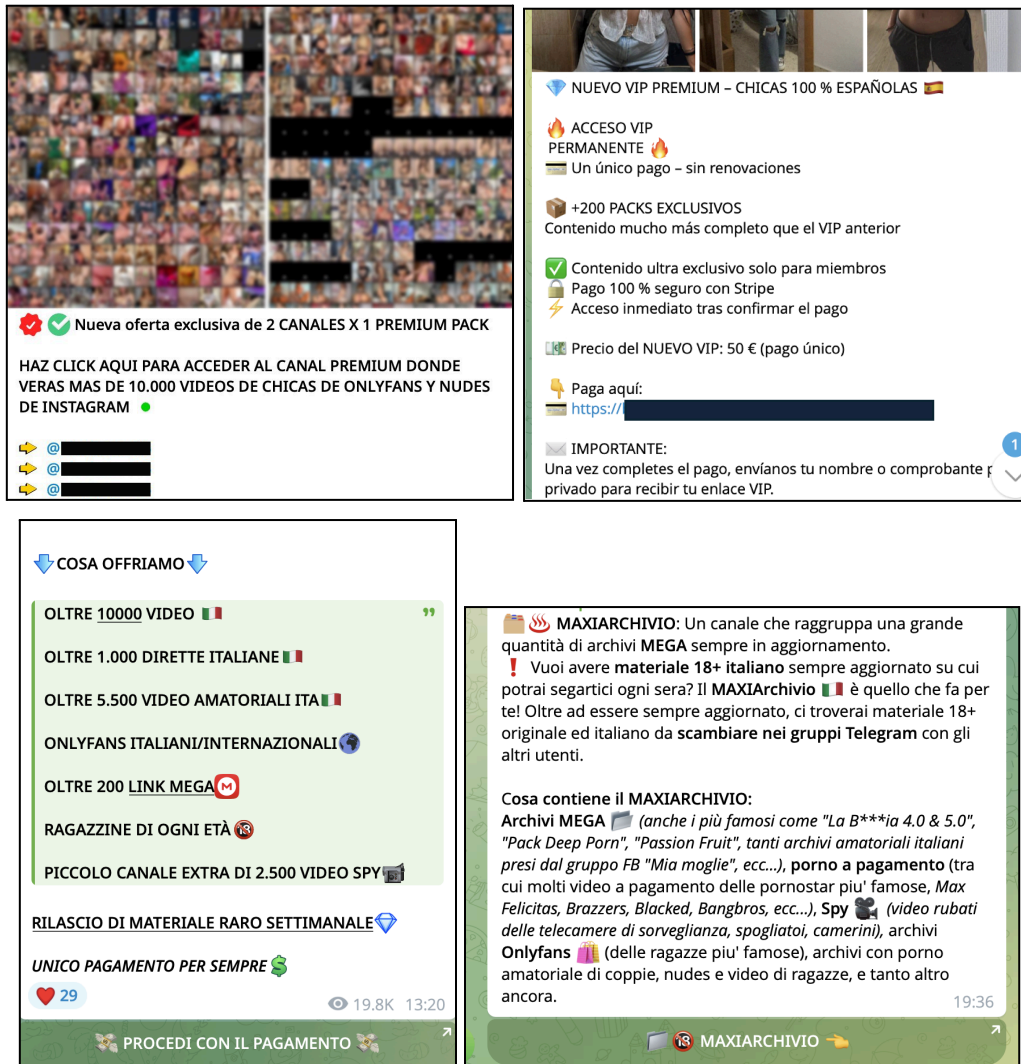 Nueva oferta exclusiva de 2 CANALES X 1 PREMIUM PACK
HAZ CLICK AQUI PARA ACCEDER AL CANAL PREMIUM DONDE
VERAS MAS DE 10.000 VIDEOS DE CHICAS DE ONLYFANS Y NUDES
DE INSTAGRAM
@
@
@
NUEVO VIP PREMIUM – CHICAS 100 % ESPAÑOLAS
ACCESO VIP
PERMANENTE
Un único pago – sin renovaciones
+200 PACKS EXCLUSIVOS
Contenido mucho más completo que el VIP anterior
Contenido ultra exclusivo solo para miembros
Pago 100 % seguro con Stripe
Acceso inmediato tras confirmar el pago
Precio del NUEVO VIP: 50 € (pago único)
Paga aquí:
https://
IMPORTANTE:
1
Una vez completes el pago, envíanos tu nombre o comprobante
privado para recibir tu enlace VIP.
COSA OFFRIAMO
OLTRE 10000 VIDEO
OLTRE 1.000 DIRETTE ITALIANE
OLTRE 5.500 VIDEO AMATORIALI ITA
ONLYFANS ITALIANI/INTERNAZIONALI
OLTRE 200 LINK MEGA
RAGAZZINE DI OGNI ETÀ
PICCOLO CANALE EXTRA DI 2.500 VIDEO SPY
RILASCIO DI MATERIALE RARO SETTIMANALE
UNICO PAGAMENTO PER SEMPRE
29
19.8K 13:20
PROCEDI CON IL PAGAMENTO
MAXIARCHIVIO: Un canale che raggruppa una grande
quantità di archivi MEGA sempre in aggiornamento.
Vuoi avere materiale 18+ italiano sempre aggiornato su cui
potrai segartici ogni sera? Il MAXIArchivio è quello che fa per
te! Oltre ad essere sempre aggiornato, ci troverai materiale 18+
originale ed italiano da scambiare nei gruppi Telegram con gli
altri utenti.
Cosa contiene il MAXIARCHIVIO:
Archivi MEGA (anche i più famosi come "La B***ia 4.0 & 5.0",
"Pack Deep Porn", "Passion Fruit", tanti archivi amatoriali italiani
presi dal gruppo FB "Mia moglie", ecc...), porno a pagamento (tra
cui molti video a pagamento delle pornostar piu' famose, Max
Felicitas, Brazzers, Blacked, Bangbros, ecc...), Spy (video rubati
delle telecamere di sorveglianza, spogliatoi, camerini), archivi
Onlyfans (delle ragazze piu' famose), archivi con porno
amatoriale di coppie, nudes e video di ragazze, e tanto altro
ancora.
19:36
MAXIARCHIVIO